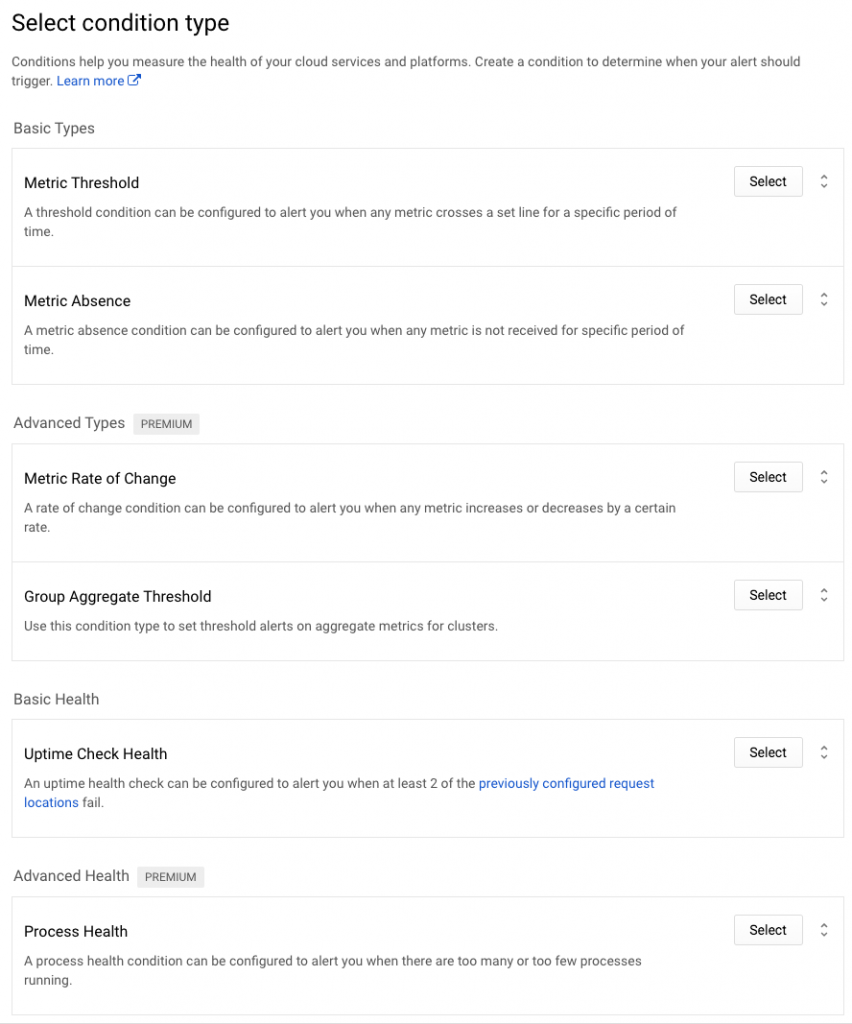 Select condition type
Conditions help you measure the health of your cloud services and platforms. Create a condition to determine when your alert should
trigger. Learn more
Basic Types
Metric Threshold
Select
A threshold condition can be configured to alert you when any metric crosses a set line for a specific period of
time.
Metric Absence
Select
A metric absence condition can be configured to alert you when any metric is not received for specific period of
time.
Advanced Types PREMIUM
Metric Rate of Change
Select
A rate of change condition can be configured to alert you when any metric increases or decreases by a certain
rate.
Group Aggregate Threshold
Select
Use this condition type to set threshold alerts on aggregate metrics for clusters.
Basic Health
Uptime Check Health
Select
An uptime health check can be configured to alert you when at least 2 of the previously configured request
locations fail.
Advanced Health PREMIUM
Process Health
Select
A process health condition can be configured to alert you when there are too many or too few processes
running.